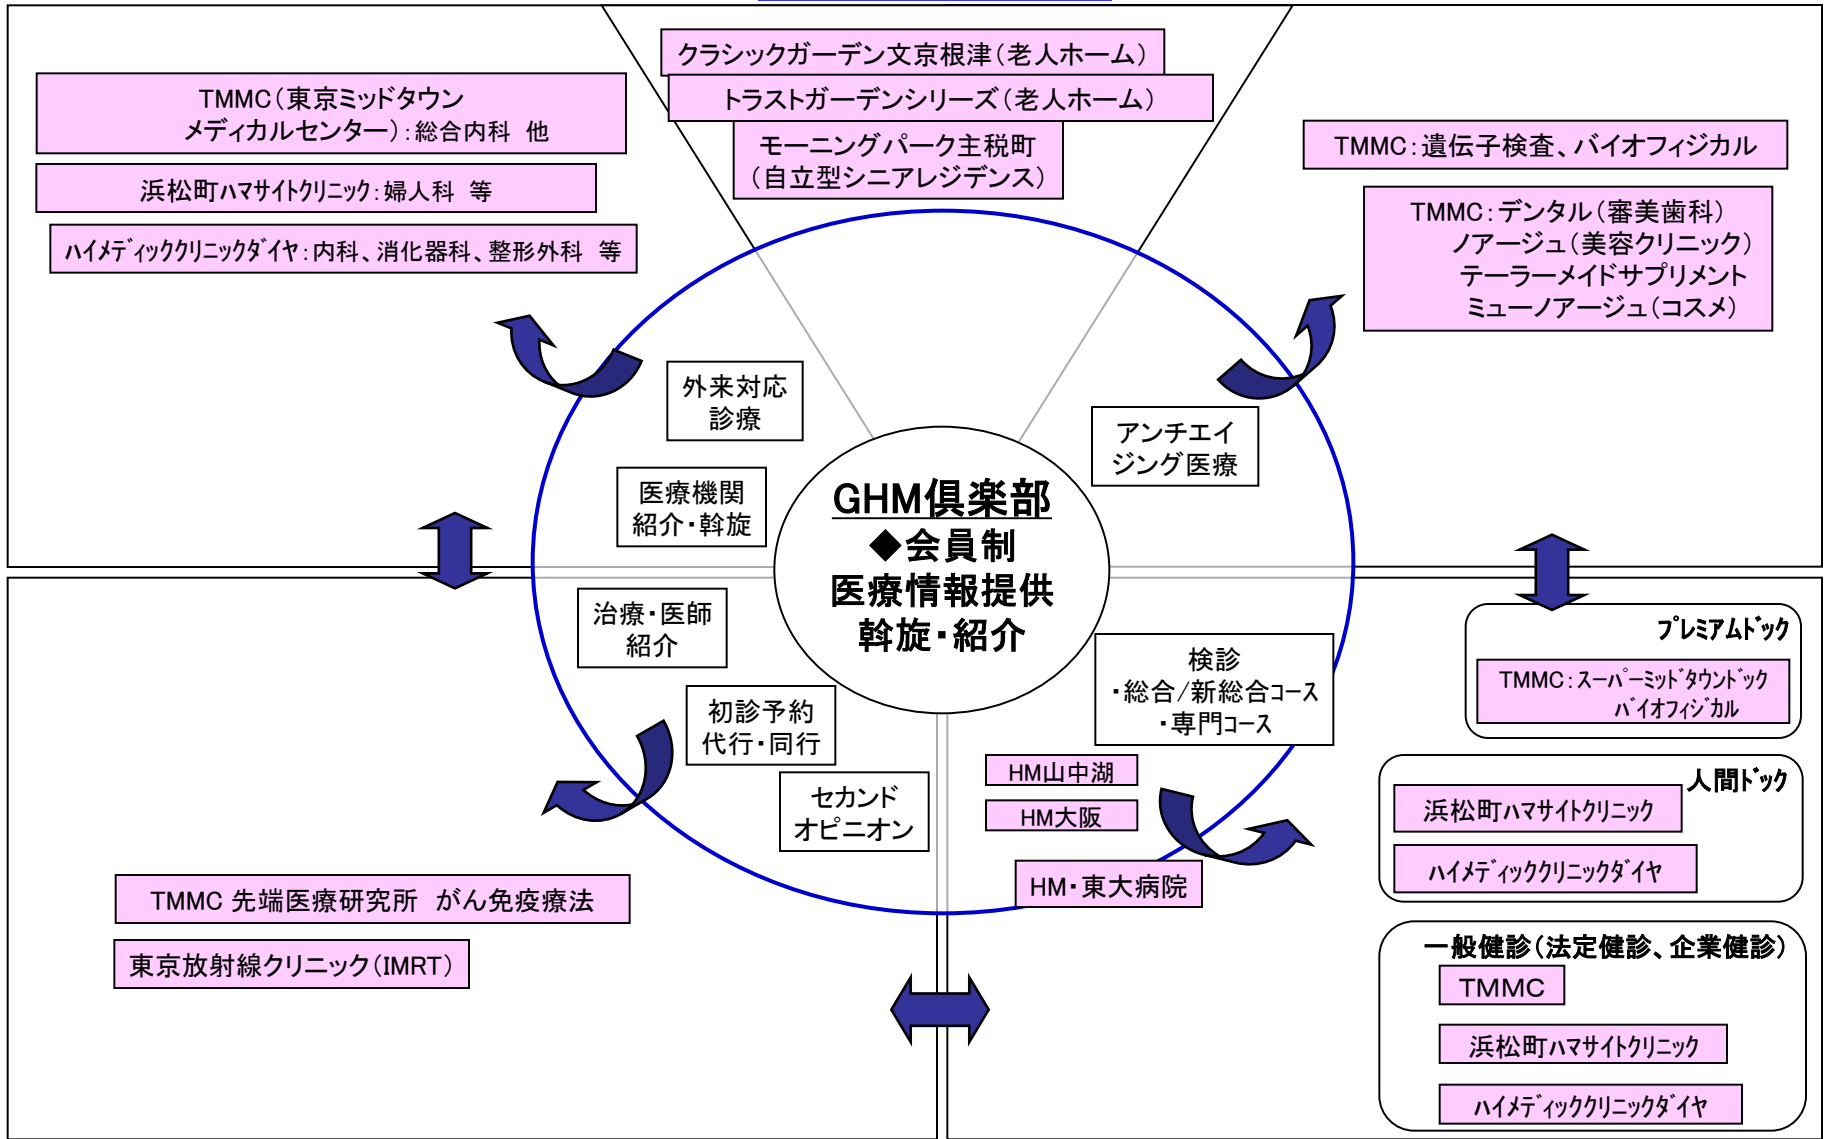 クラシックガーデン文京根津(老人ホーム)
トラストガーデンシリーズ(老人ホーム)
モーニングパーク主税町
(自立型シニアレジデンス)
TMMC(東京ミッドタウン
メディカルセンター):総合内科 他
浜松町ハマサイトクリニック:婦人科 等
ハイメディッククリニックダイヤ:内科、消化器科、整形外科 等
TMMC:遺伝子検査、バイオフィジカル
TMMC:デンタル(審美歯科)
ノアージュ(美容クリニック)
テーラーメイドサプリメント
ミューノアージュ(コスメ)
外来対応
診療
医療機関
紹介・斡旋
アンチエイ
ジング医療
GHM倶楽部
◆会員制
医療情報提供
斡旋・紹介
治療・医師
紹介
初診予約
代行・同行
セカンド
オピニオン
検診
・総合/新総合コース
・専門コース
HM山中湖
HM大阪
HM・東大病院
TMMC 先端医療研究所 がん免疫療法
東京放射線クリニック(IMRT)
プレミアムドック
TMMC:スーパーミッドタウンドック
バイオフィジカル
人間ドック
浜松町ハマサイトクリニック
ハイメディッククリニックダイヤ
一般健診(法定健診、企業健診)
TMMC
浜松町ハマサイトクリニック
ハイメディッククリニックダイヤ